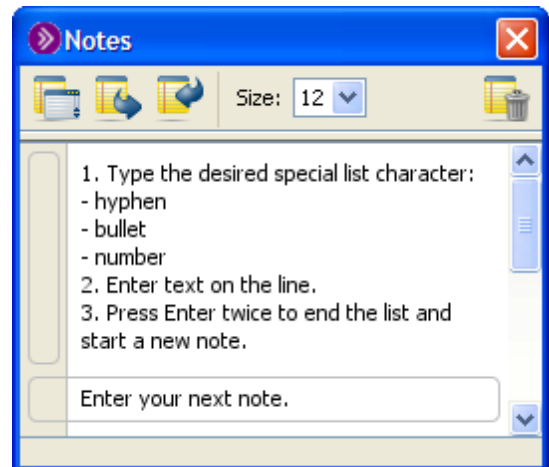 Notes
Size: 12
1. Type the desired special list character:
- hyphen
- bullet
- number
2. Enter text on the line.
3. Press Enter twice to end the list and
start a new note.
Enter your next note.